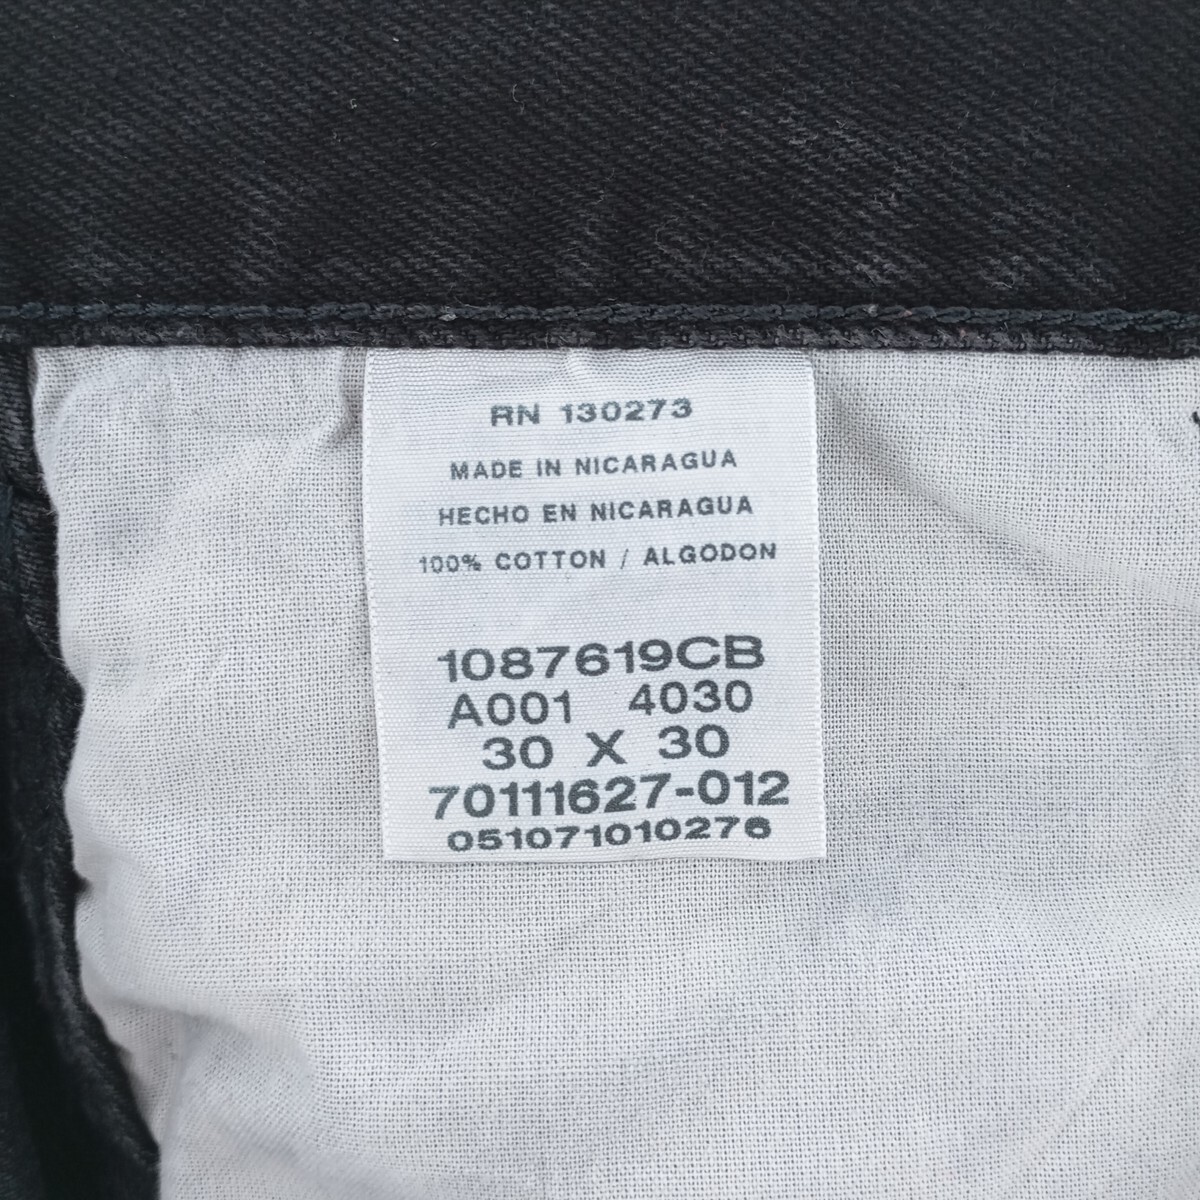 RN 130273
MADE IN NICARAGUA
HECHO EN NICARAGUA
100% COTTON / ALGODON
1087619CB
A001 4030
30 X 30
70111627-012
051071010276